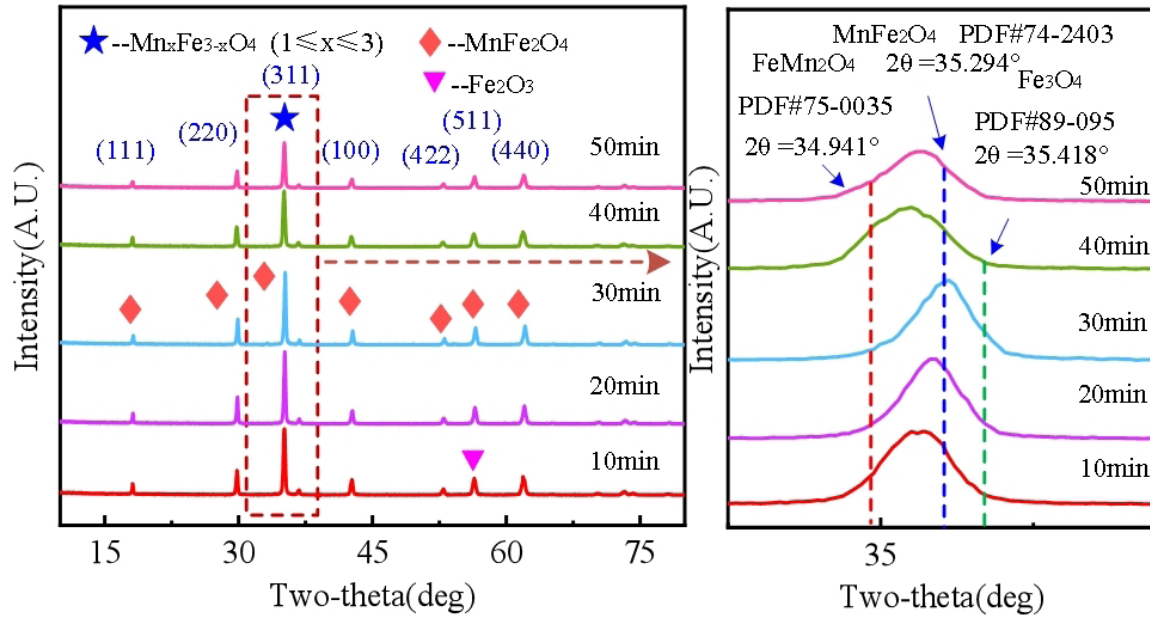 --MnₓFe₃₋ₓO₄ (1≤x≤3)
--MnFe₂O₄
--Fe₂O₃
(111)
(220)
(311)
(100)
(422)
(511)
(440)
50min
40min
30min
20min
10min
Intensity(A.U.)
15
30
45
60
75
Two-theta(deg)
MnFe₂O₄ PDF#74-2403
FeMn₂O₄ 2θ =35.294°
Fe₃O₄
PDF#75-0035
PDF#89-095
2θ =34.941°
2θ =35.418°
50min
40min
30min
20min
10min
Intensity(A.U.)
35
Two-theta(deg)